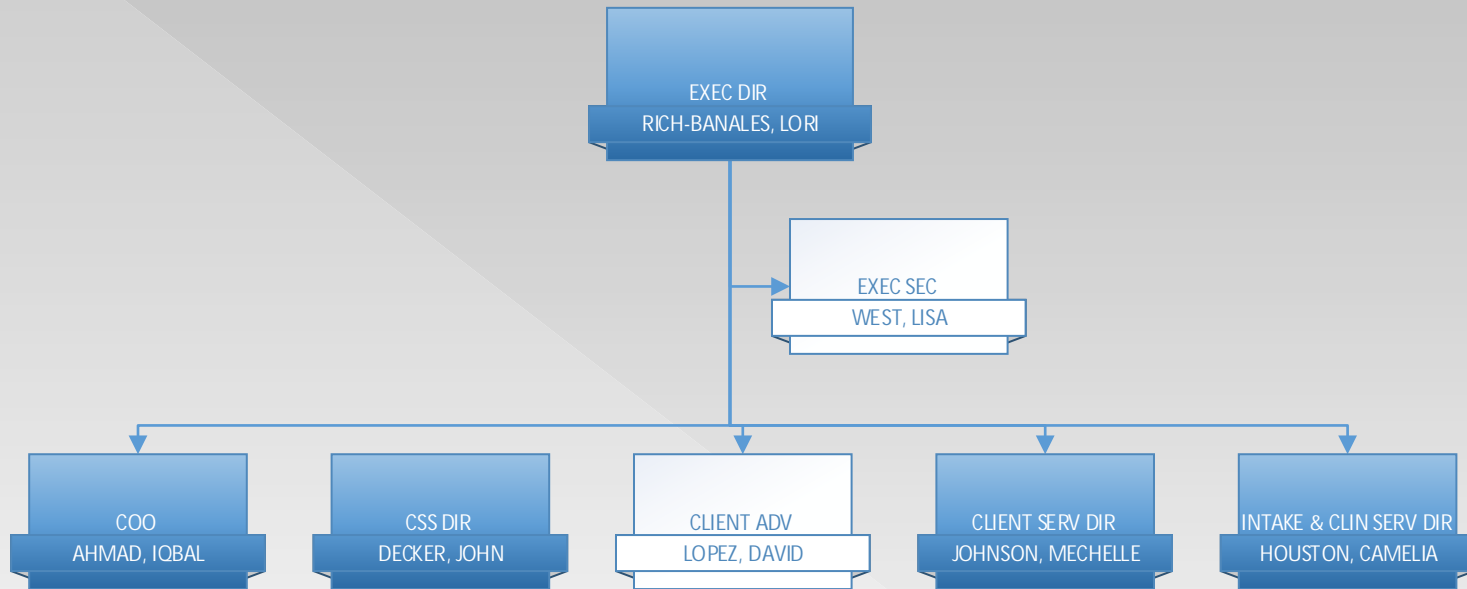 EXEC DIR
RICH-BANALES, LORI
EXEC SEC
WEST, LISA
COO
AHMAD, IQBAL
CSS DIR
DECKER, JOHN
CLIENT ADV
LOPEZ, DAVID
CLIENT SERV DIR
JOHNSON, MECHELLE
INTAKE & CLIN SERV DIR
HOUSTON, CAMELIA